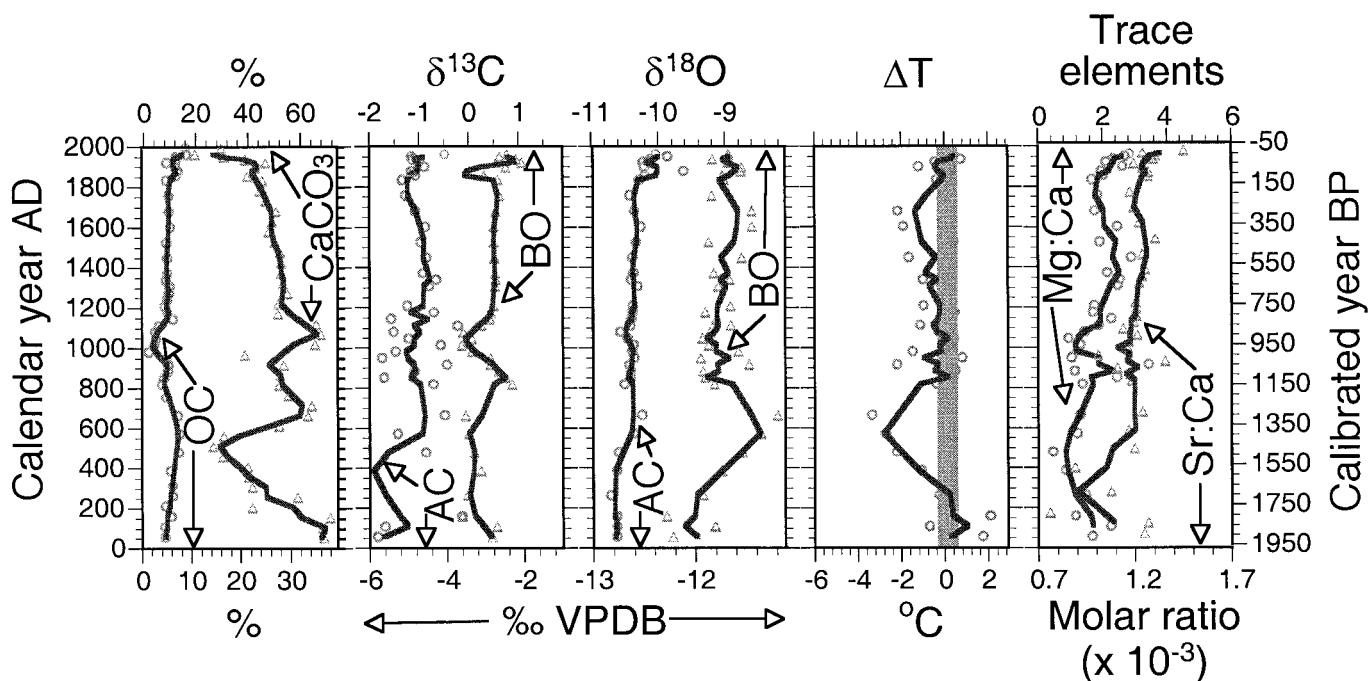 % δ¹³C δ¹⁸O ΔT Trace elements
0 20 40 60 -2 -1 0 1 -11 -10 -9 0 2 4 6
Calendar year AD
2000
1800
1600
1400
1200
1000
800
600
400
200
0
CaCO₃
OC
BO
AC
BO
AC
Mg:Ca
Sr:Ca
-50
150
350
550
750
950
1150
1350
1550
1750
1950
Calibrated year BP
0 10 20 30 -6 -4 -2 0 -13 -12 -6 -4 -2 0 2 0.7 1.2 1.7
% ‰ VPDB °C Molar ratio
(x 10⁻³)